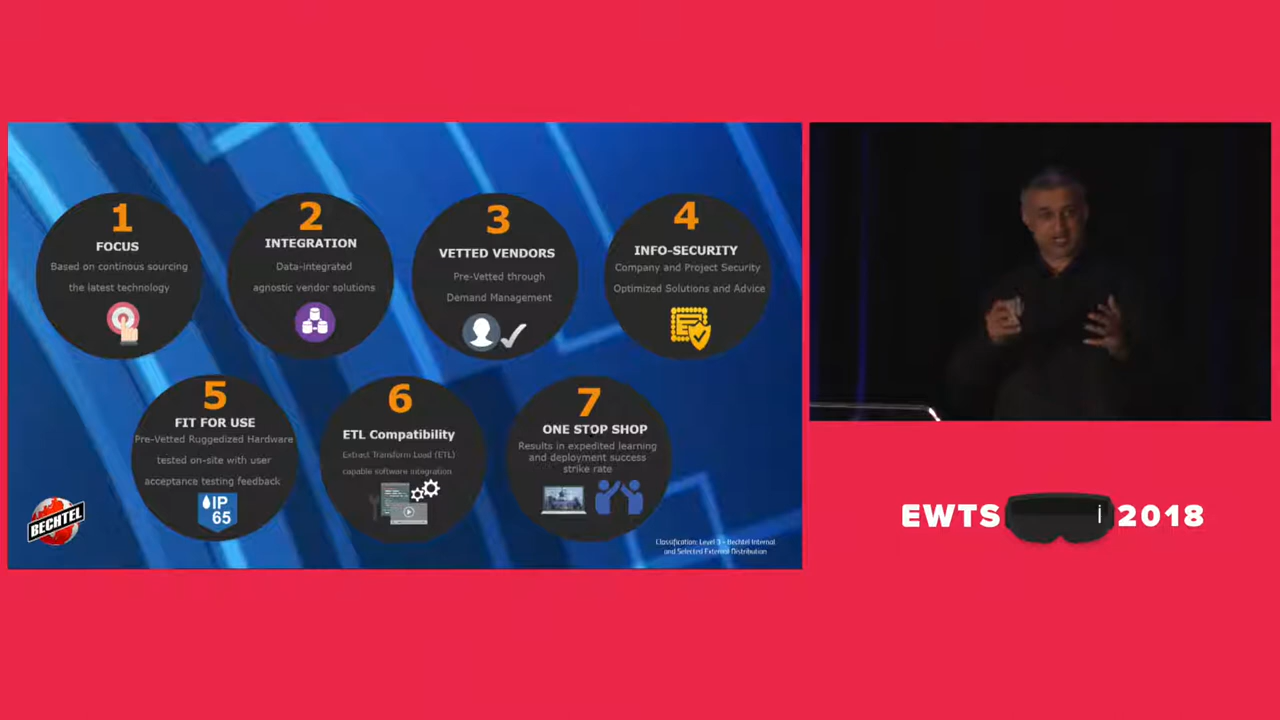 1
FOCUS
Based on continous sourcing
the latest technology
2
INTEGRATION
Data-integrated
agnostic vendor solutions
3
VETTED VENDORS
Pre-Vetted through
Demand Management
4
INFO-SECURITY
Company and Project Security
Optimized Solutions and Advice
5
FIT FOR USE
Pre-Vetted Ruggedized Hardware
tested on-site with user
acceptance testing feedback
IP
65
6
ETL Compatibility
Extract Transform Load (ETL)
capable software integration
7
ONE STOP SHOP
Results in expedited learning
and deployment success
strike rate
BECHTEL
Classification: Level 3 - Bechtel Internal
and Selected External Distribution
EWTS 2018